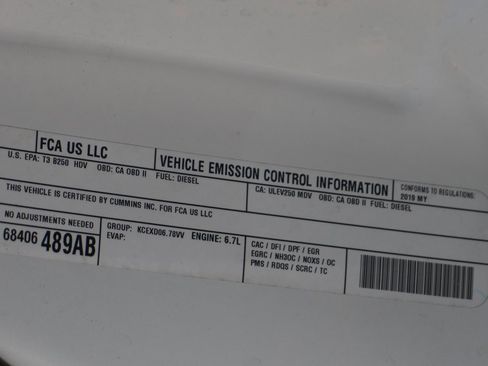 FCA US LLC
VEHICLE EMISSION CONTROL INFORMATION
CONFORMS TO REGULATIONS:
2019 MY
U.S. EPA: T3 B250 HDV OBD: CA OBD II FUEL: DIESEL
CA: ULEV250 MDV OBD: CA OBD II FUEL: DIESEL
THIS VEHICLE IS CERTIFIED BY CUMMINS INC. FOR FCA US LLC
NO ADJUSTMENTS NEEDED
68406 489AB
GROUP: KCEXD06.78VV ENGINE: 6.7L
EVAP:
CAC / DFI / DPF / EGR
EGRC / NH3OC / NOXS / OC
PMS / RDQS / SCRC / TC